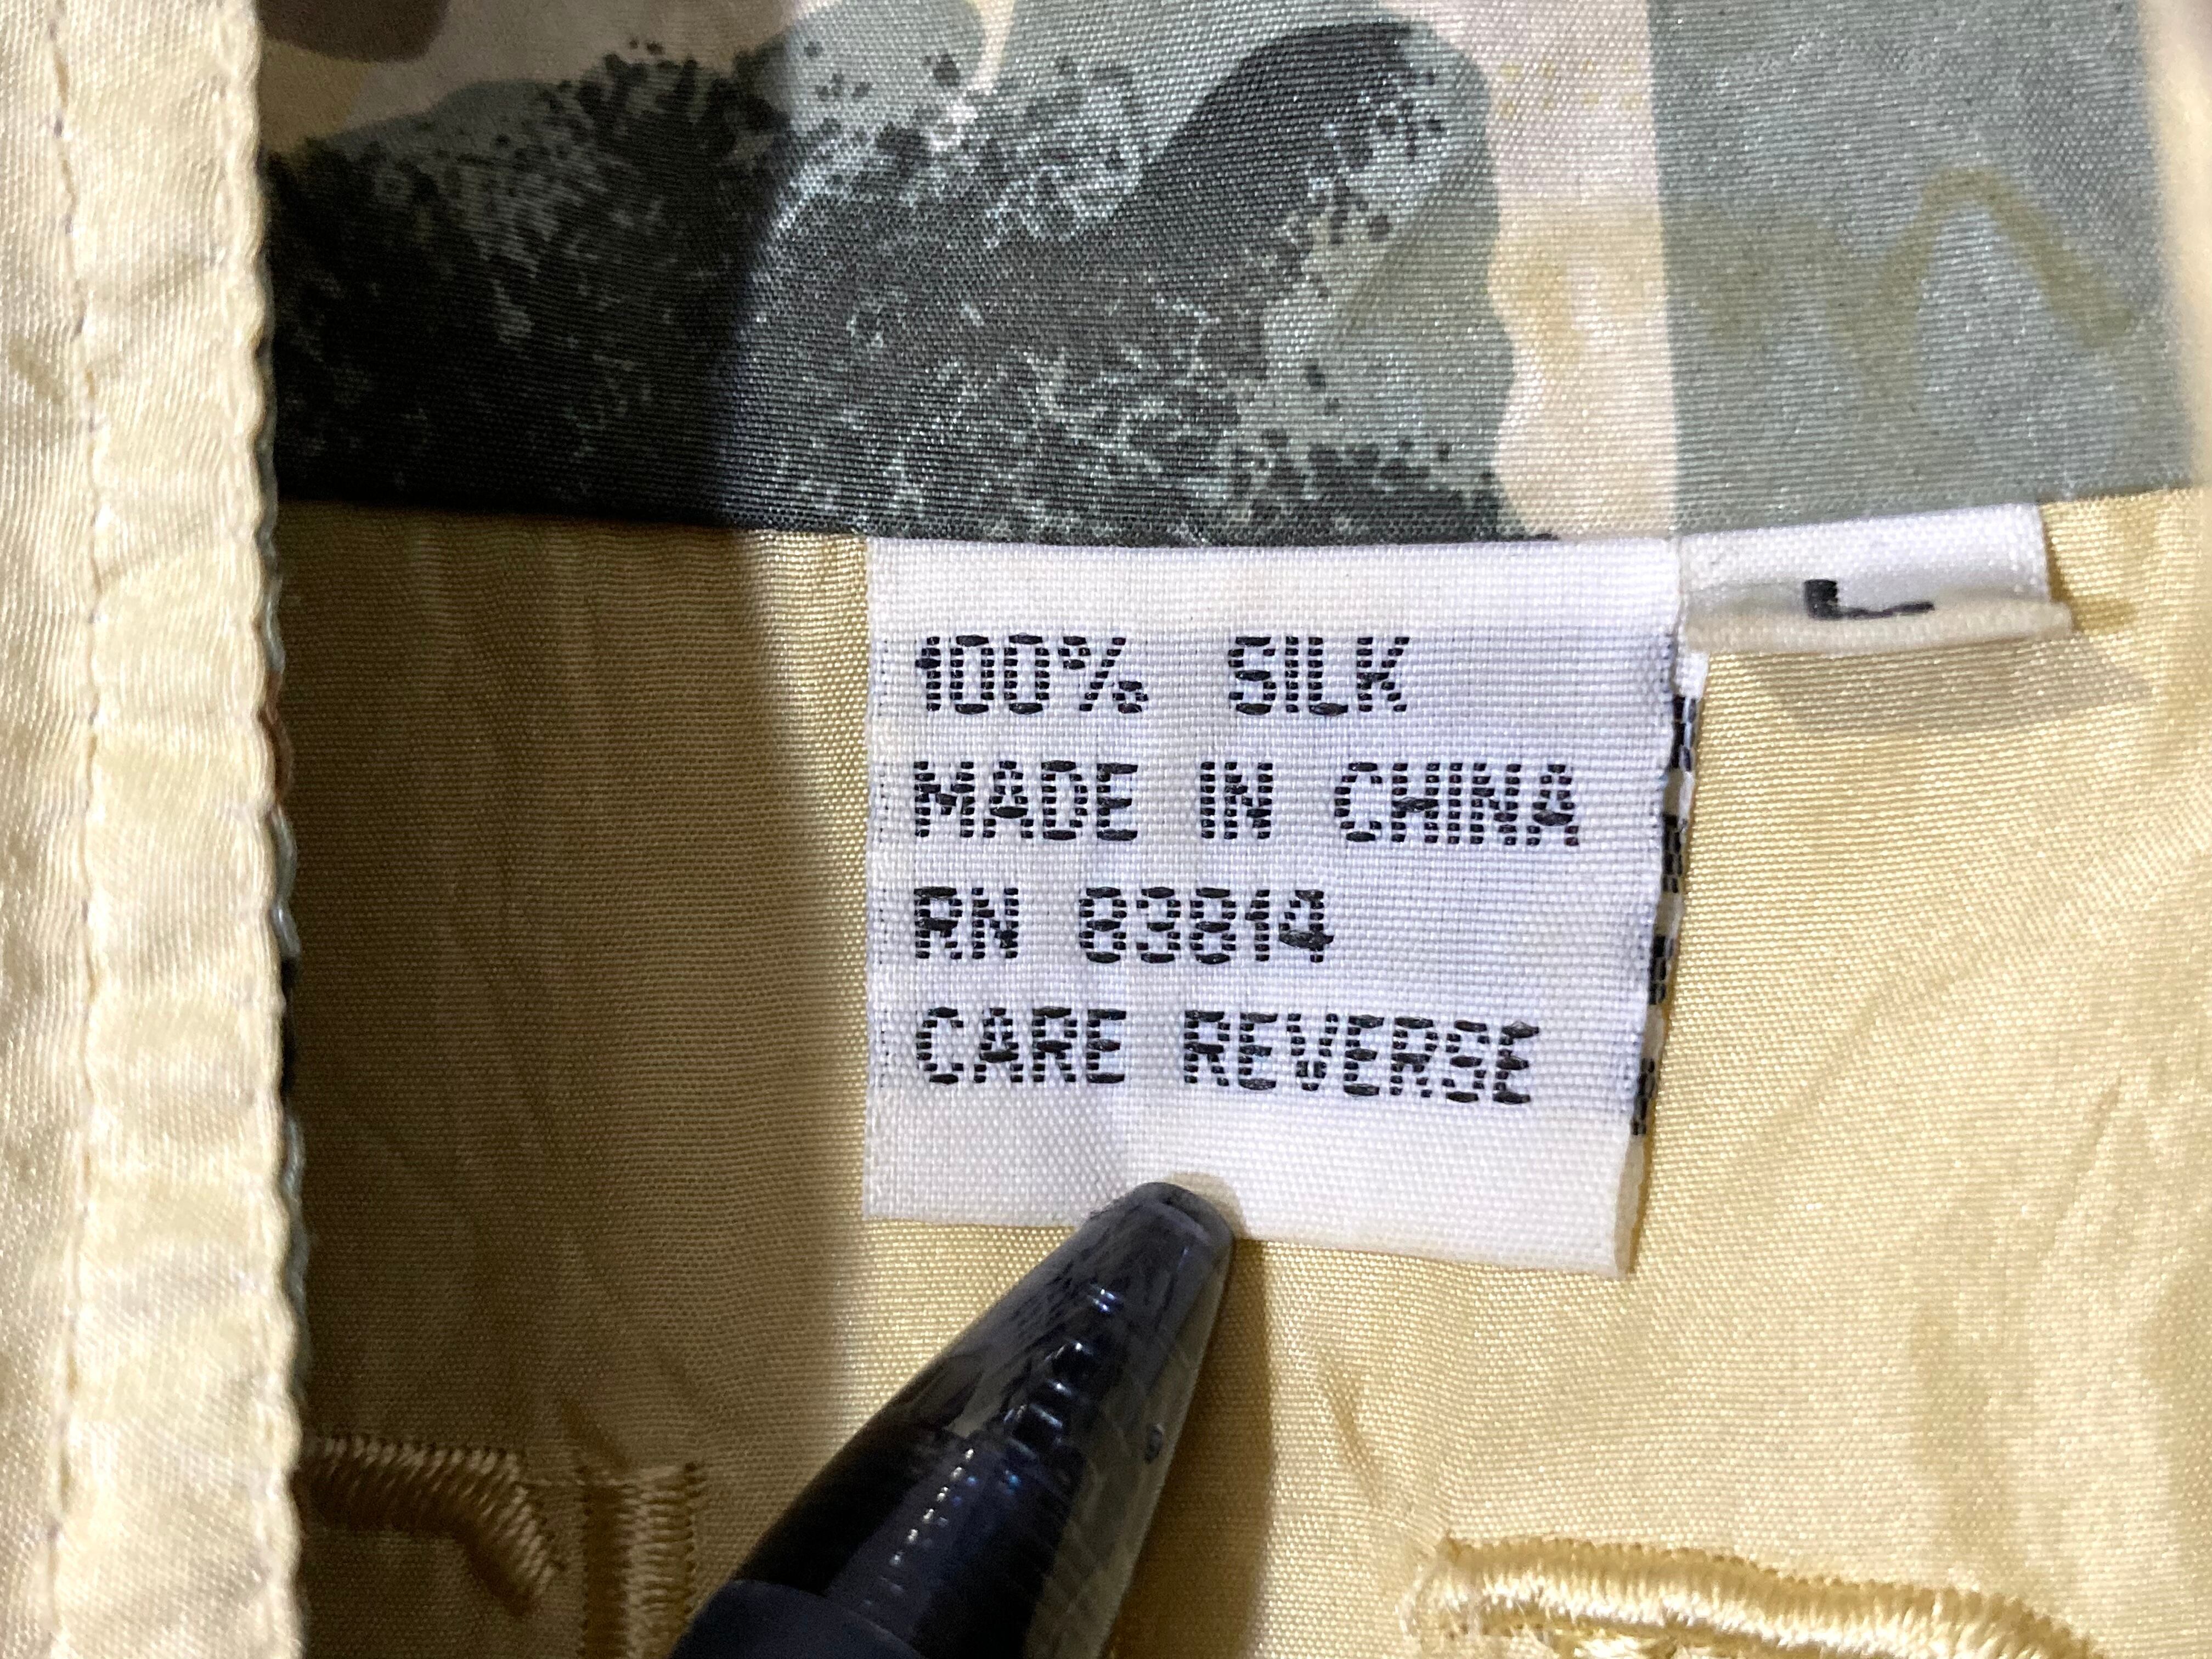 100% SILK
MADE IN CHINA
RN 83814
CARE REVERSE
L